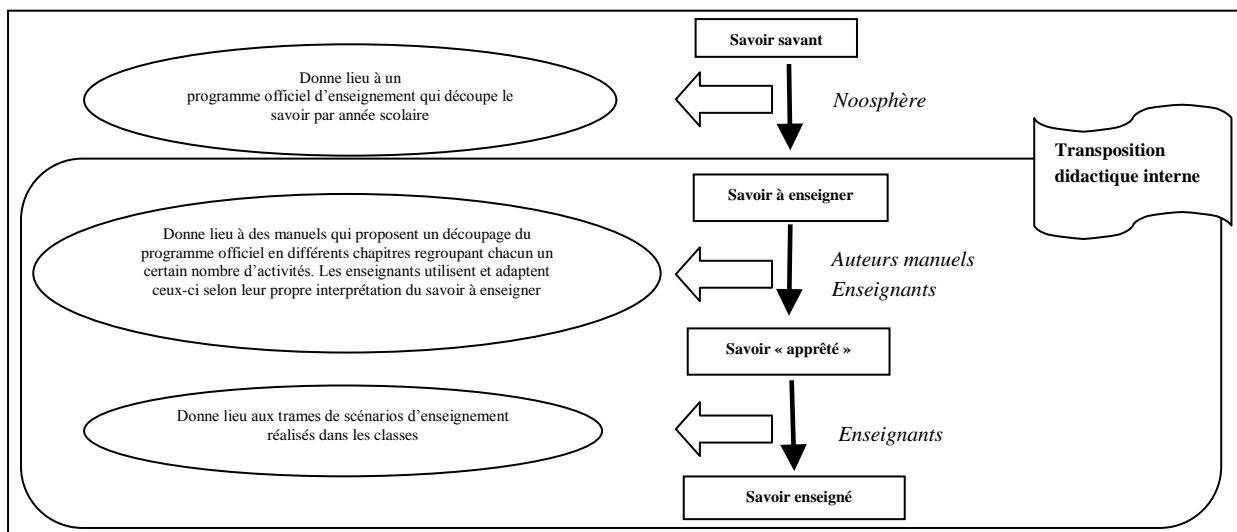 Savoir savant
Donne lieu à un
programme officiel d'enseignement qui découpe le
savoir par année scolaire
Noosphère
Transposition
didactique interne
Savoir à enseigner
Donne lieu à des manuels qui proposent un découpage du
programme officiel en différents chapitres regroupant chacun un
certain nombre d'activités. Les enseignants utilisent et adaptent
ceux-ci selon leur propre interprétation du savoir à enseigner
Auteurs manuels
Enseignants
Savoir « apprêté »
Donne lieu aux trames de scénarios d'enseignement
réalisés dans les classes
Enseignants
Savoir enseigné